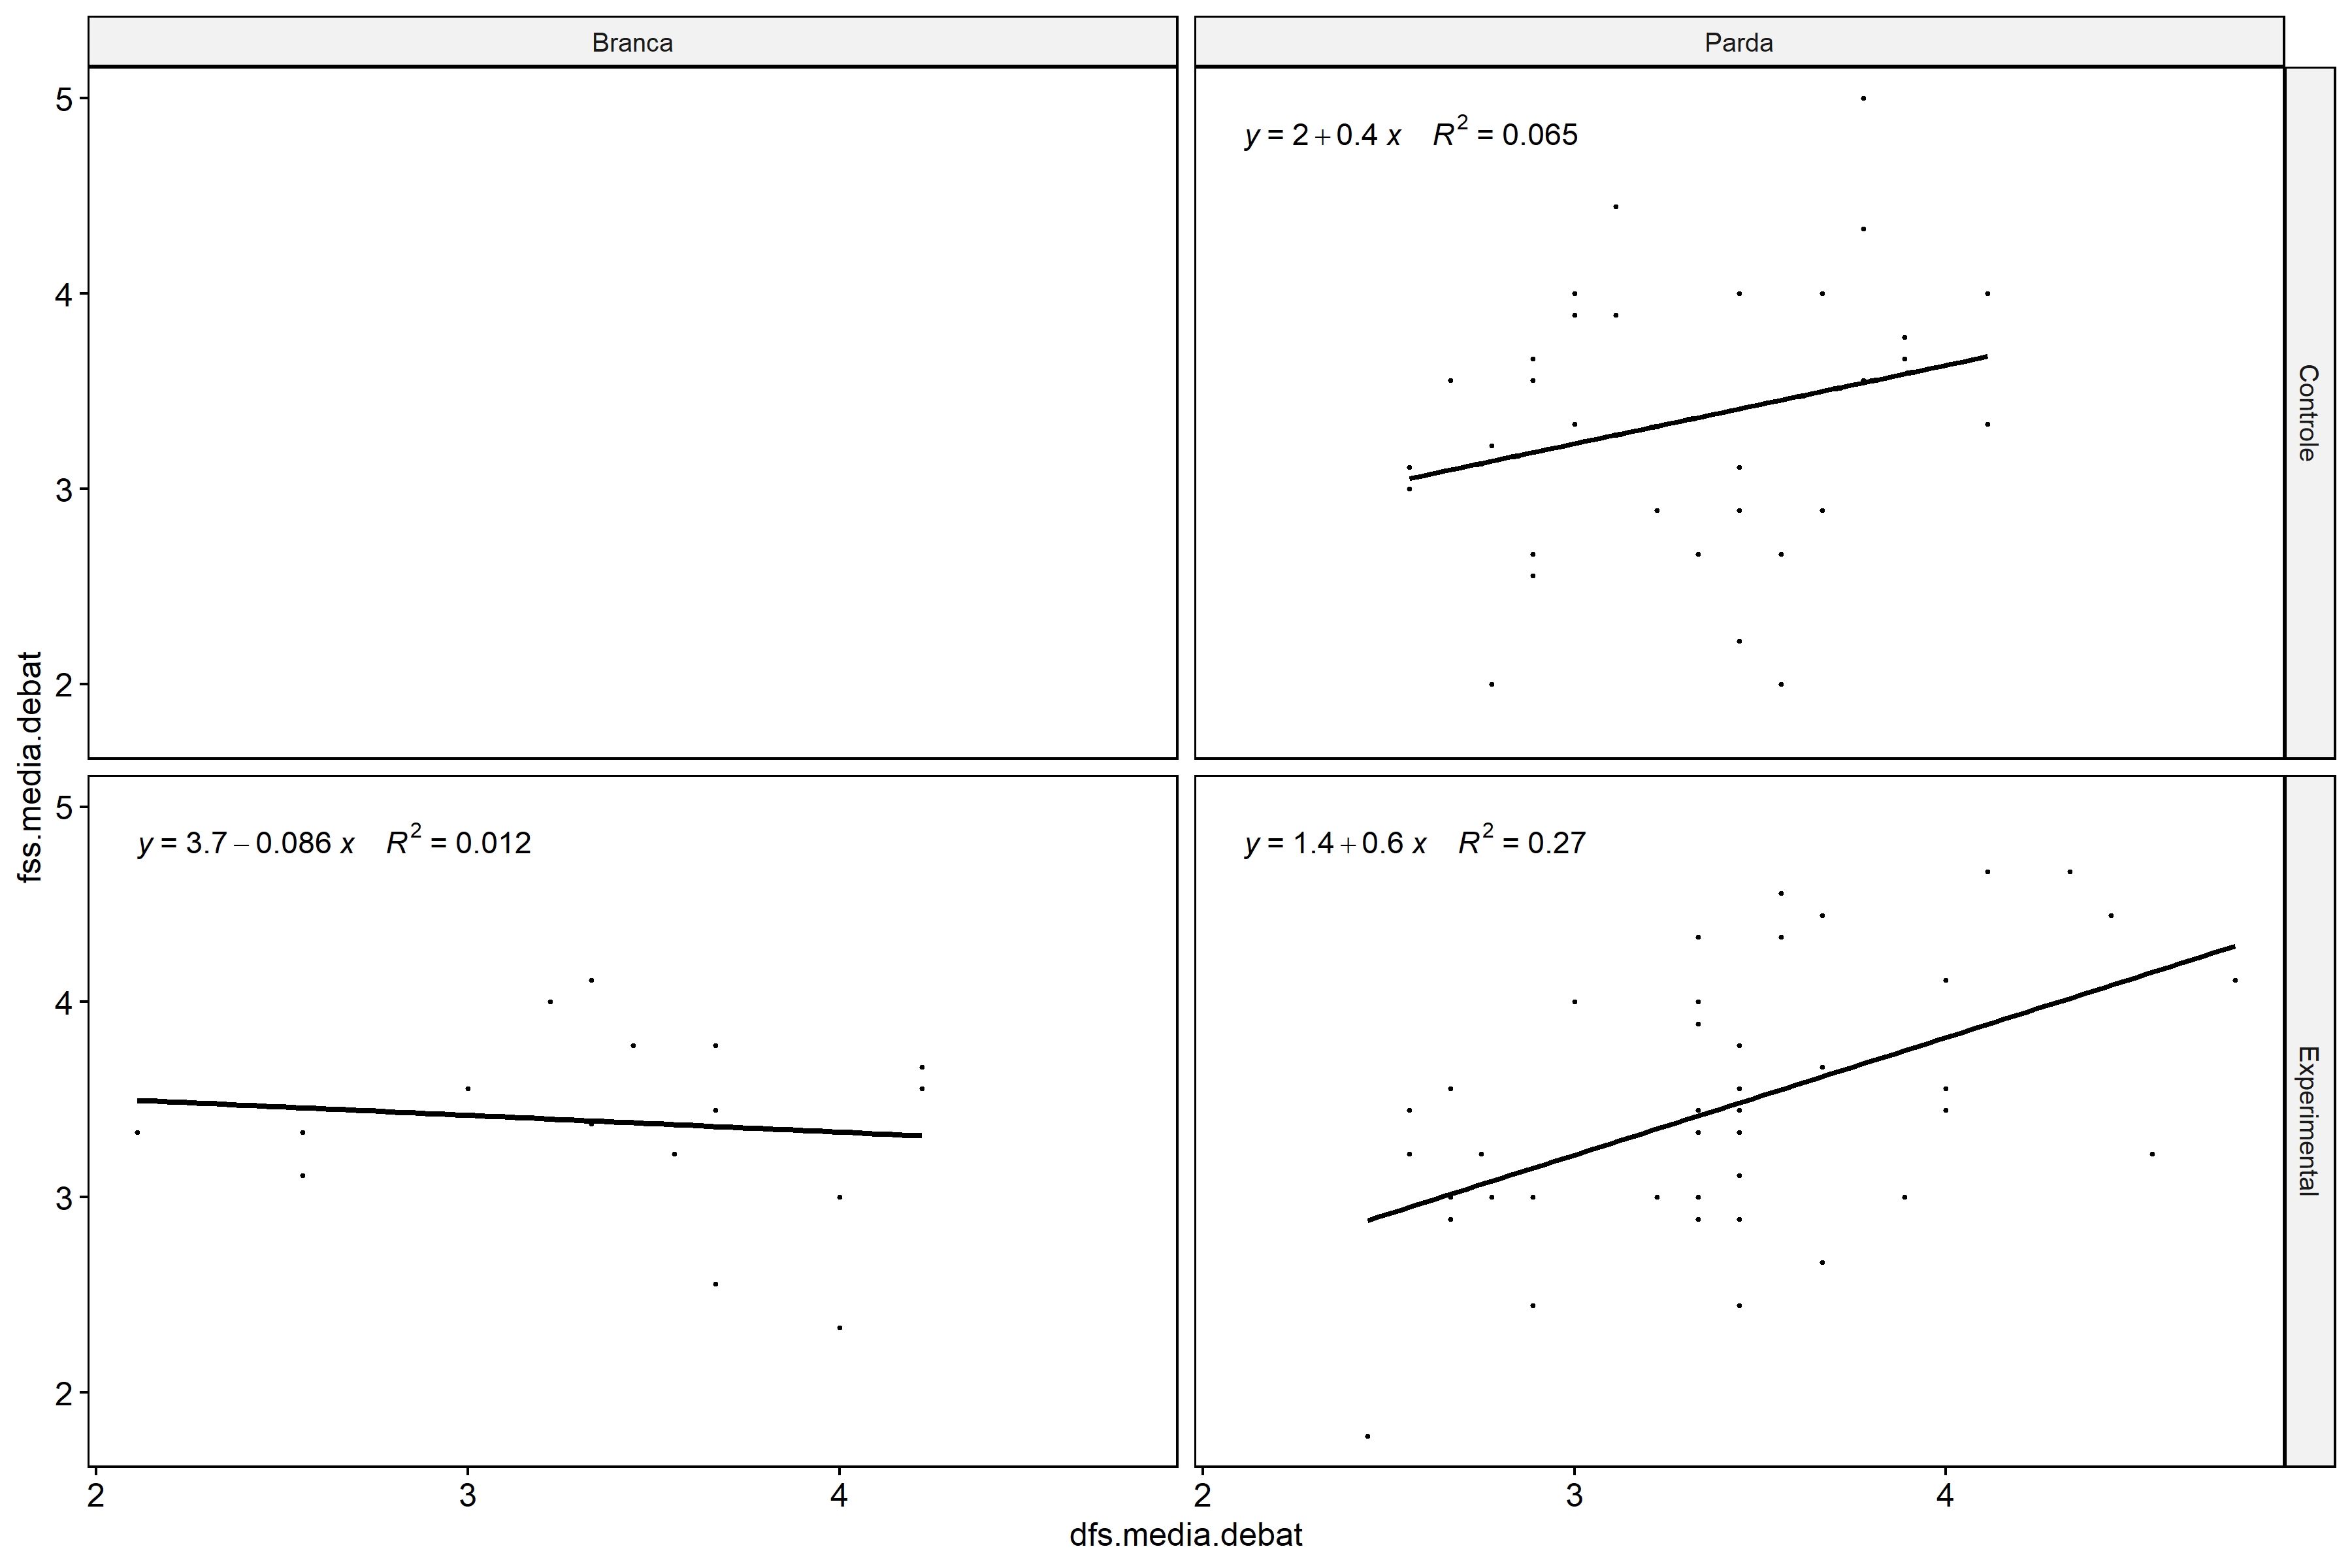 Branca
Parda
5
4
3
2
y = 2 + 0.4 x R² = 0.065
Controle
5
4
3
2
y = 3.7 − 0.086 x R² = 0.012
y = 1.4 + 0.6 x R² = 0.27
Experimental
fss.media.debat
2 3 4
2 3 4
dfs.media.debat